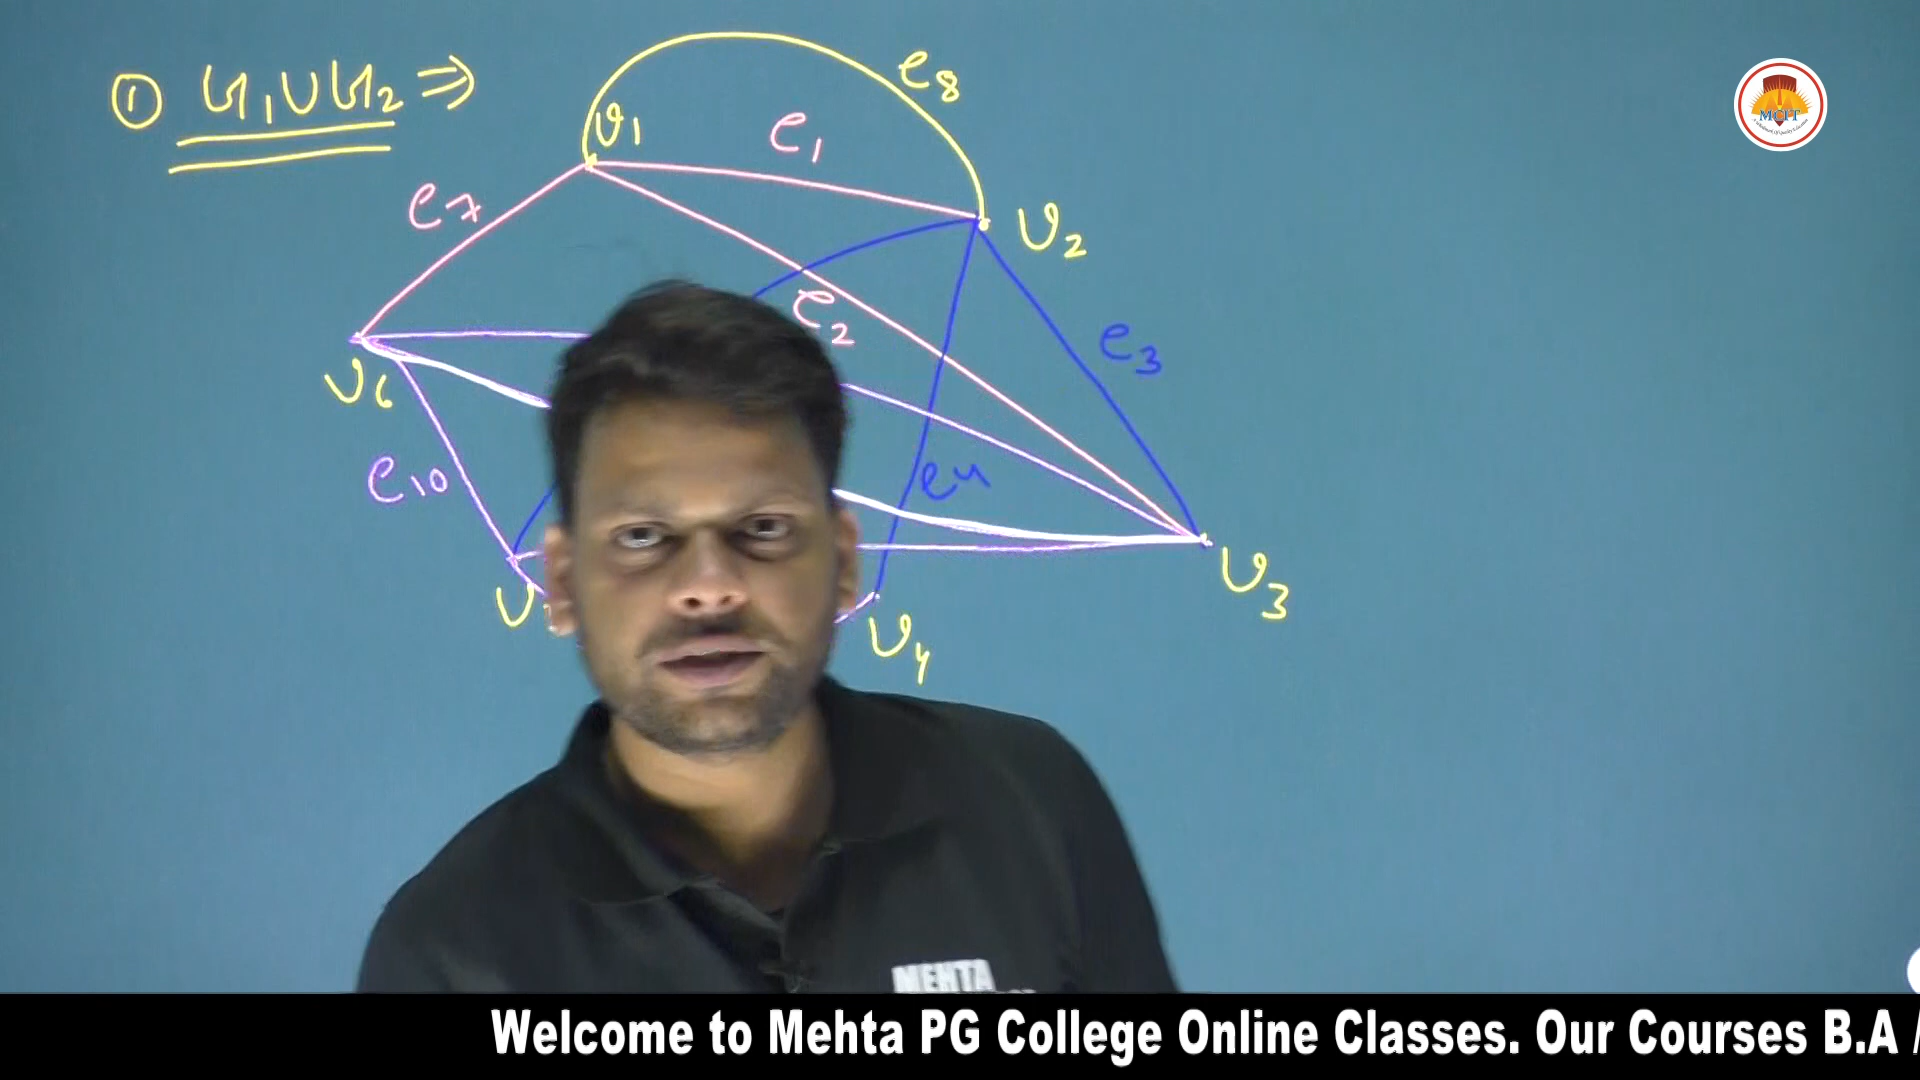 ① G₁∪G₂ ⇒
e₈
v₁
e₁
e₇
v₂
e₂
e₃
v₆
e₁₀
e₄
v₃
v₄
MCPIT
MEHTA
Welcome to Mehta PG College Online Classes. Our Courses B.A